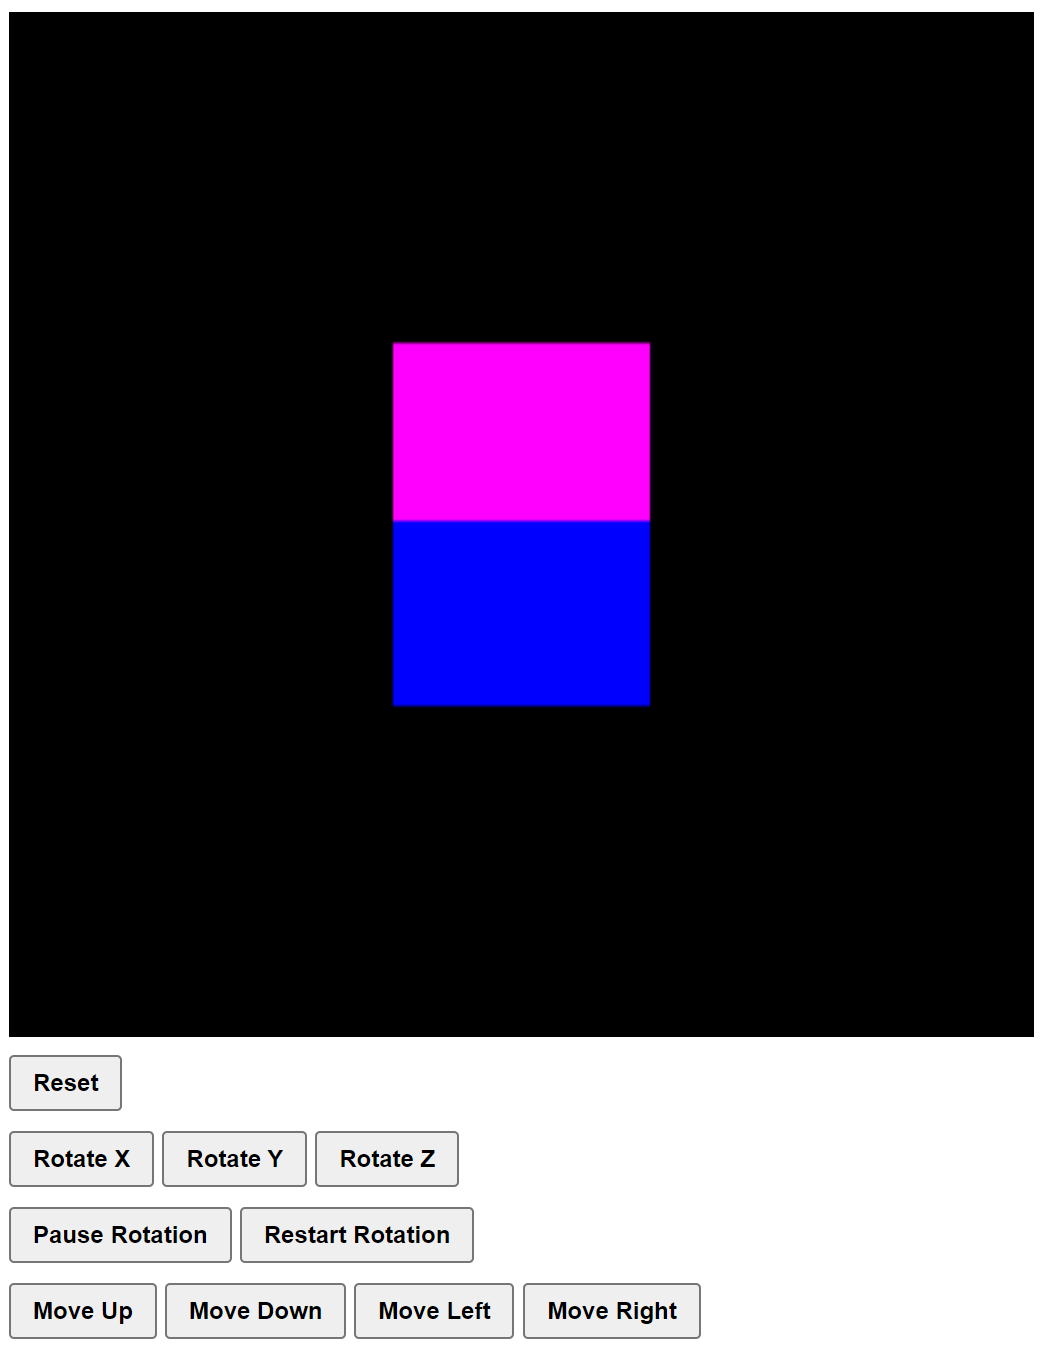 Reset
Rotate X Rotate Y Rotate Z
Pause Rotation Restart Rotation
Move Up Move Down Move Left Move Right